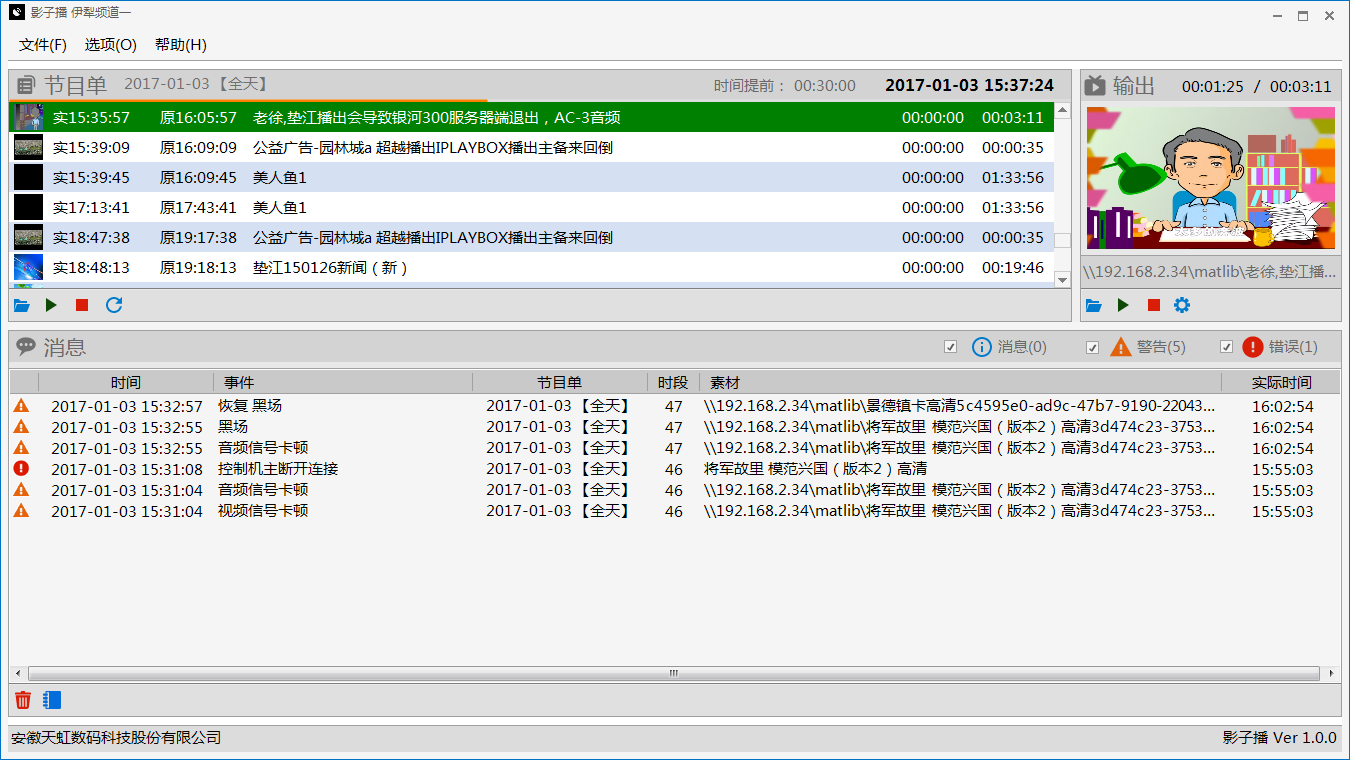 影子播 伊犁频道一
文件(F) 选项(O) 帮助(H)
节目单 2017-01-03 【全天】 时间提前： 00:30:00 2017-01-03 15:37:24
实15:35:57 原16:05:57 老徐,垫江播出会导致银河300服务器端退出，AC-3音频 00:00:00 00:03:11
实15:39:09 原16:09:09 公益广告-园林城a 超越播出IPLAYBOX播出主备来回倒 00:00:00 00:00:35
实15:39:45 原16:09:45 美人鱼1 00:00:00 01:33:56
实17:13:41 原17:43:41 美人鱼1 00:00:00 01:33:56
实18:47:38 原19:17:38 公益广告-园林城a 超越播出IPLAYBOX播出主备来回倒 00:00:00 00:00:35
实18:48:13 原19:18:13 垫江150126新闻（新） 00:00:00 00:19:46
输出 00:01:25 / 00:03:11
\\192.168.2.34\matlib\老徐,垫江播...
消息 消息(0) 警告(5) 错误(1)
时间 事件 节目单 时段 素材 实际时间
2017-01-03 15:32:57 恢复 黑场 2017-01-03 【全天】 47 \\192.168.2.34\matlib\景德镇卡高清5c4595e0-ad9c-47b7-9190-22043... 16:02:54
2017-01-03 15:32:55 黑场 2017-01-03 【全天】 47 \\192.168.2.34\matlib\将军故里 模范兴国（版本2）高清3d474c23-3753... 16:02:54
2017-01-03 15:32:55 音频信号卡顿 2017-01-03 【全天】 47 \\192.168.2.34\matlib\将军故里 模范兴国（版本2）高清3d474c23-3753... 16:02:54
2017-01-03 15:31:08 控制机主断开连接 2017-01-03 【全天】 46 将军故里 模范兴国（版本2）高清 15:55:03
2017-01-03 15:31:04 音频信号卡顿 2017-01-03 【全天】 46 \\192.168.2.34\matlib\将军故里 模范兴国（版本2）高清3d474c23-3753... 15:55:03
2017-01-03 15:31:04 视频信号卡顿 2017-01-03 【全天】 46 \\192.168.2.34\matlib\将军故里 模范兴国（版本2）高清3d474c23-3753... 15:55:03
安徽天虹数码科技股份有限公司 影子播 Ver 1.0.0